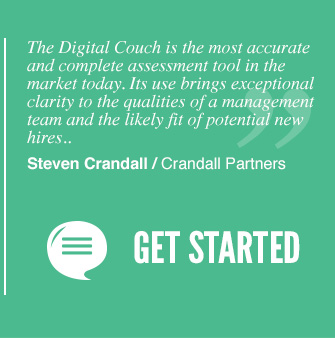 The Digital Couch is the most accurate
and complete assessment tool in the
market today. Its use brings exceptional
clarity to the qualities of a management
team and the likely fit of potential new
hires..
Steven Crandall / Crandall Partners
GET STARTED